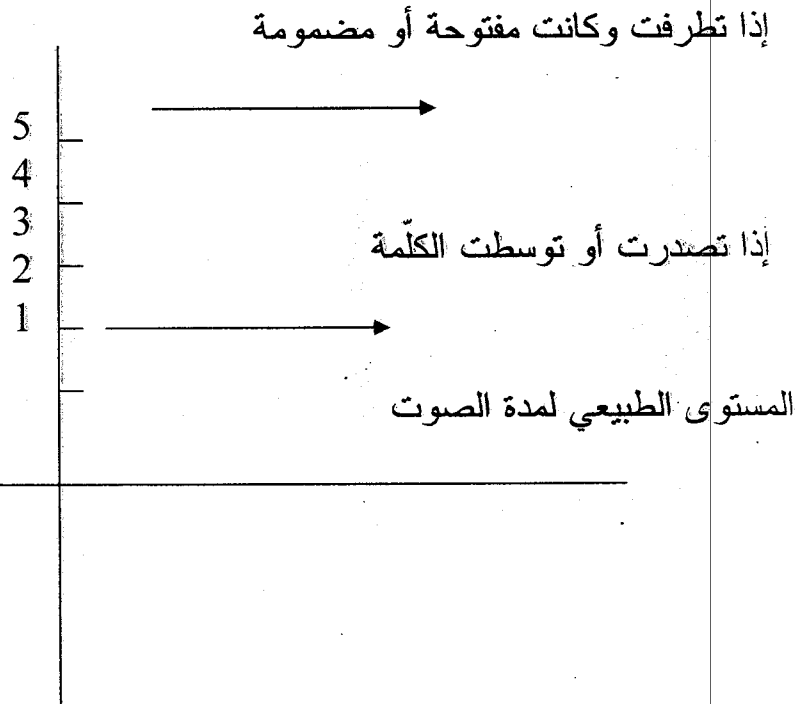 إذا تطرفت وكانت مفتوحة أو مضمومة
5
4
إذا تصدرت أو توسطت الكلّمة
3
2
1
المستوى الطبيعي لمدة الصوت